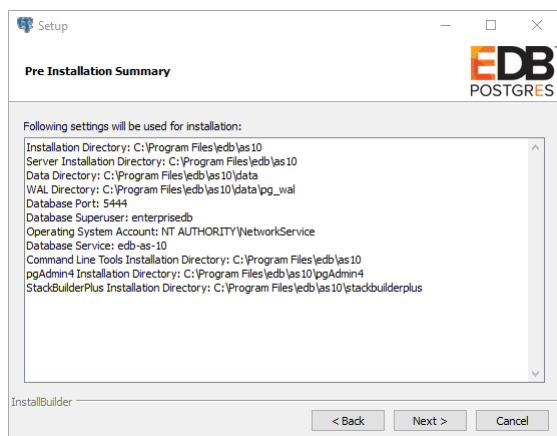 Setup
Pre Installation Summary
EDB
POSTGRES
Following settings will be used for installation:
Installation Directory: C:\Program Files\edb\as10
Server Installation Directory: C:\Program Files\edb\as10
Data Directory: C:\Program Files\edb\as10\data
WAL Directory: C:\Program Files\edb\as10\data\pg_wal
Database Port: 5444
Database Superuser: enterprisedb
Operating System Account: NT AUTHORITY\NetworkService
Database Service: edb-as-10
Command Line Tools Installation Directory: C:\Program Files\edb\as10
pgAdmin4 Installation Directory: C:\Program Files\edb\as10\pgAdmin4
StackBuilderPlus Installation Directory: C:\Program Files\edb\as10\stackbuilderplus
InstallBuilder
< Back
Next >
Cancel